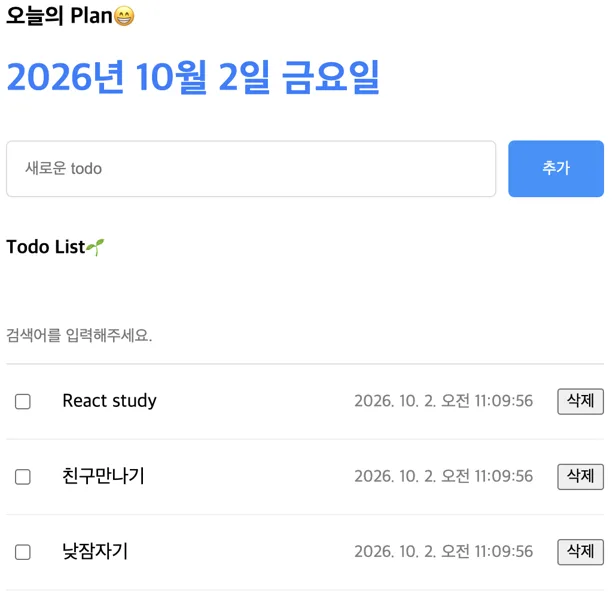 오늘의 Plan😁
2026년 10월 2일 금요일
새로운 todo 추가
Todo List🌱
검색어를 입력해주세요.
React study 2026. 10. 2. 오전 11:09:56 삭제
친구만나기 2026. 10. 2. 오전 11:09:56 삭제
낮잠자기 2026. 10. 2. 오전 11:09:56 삭제